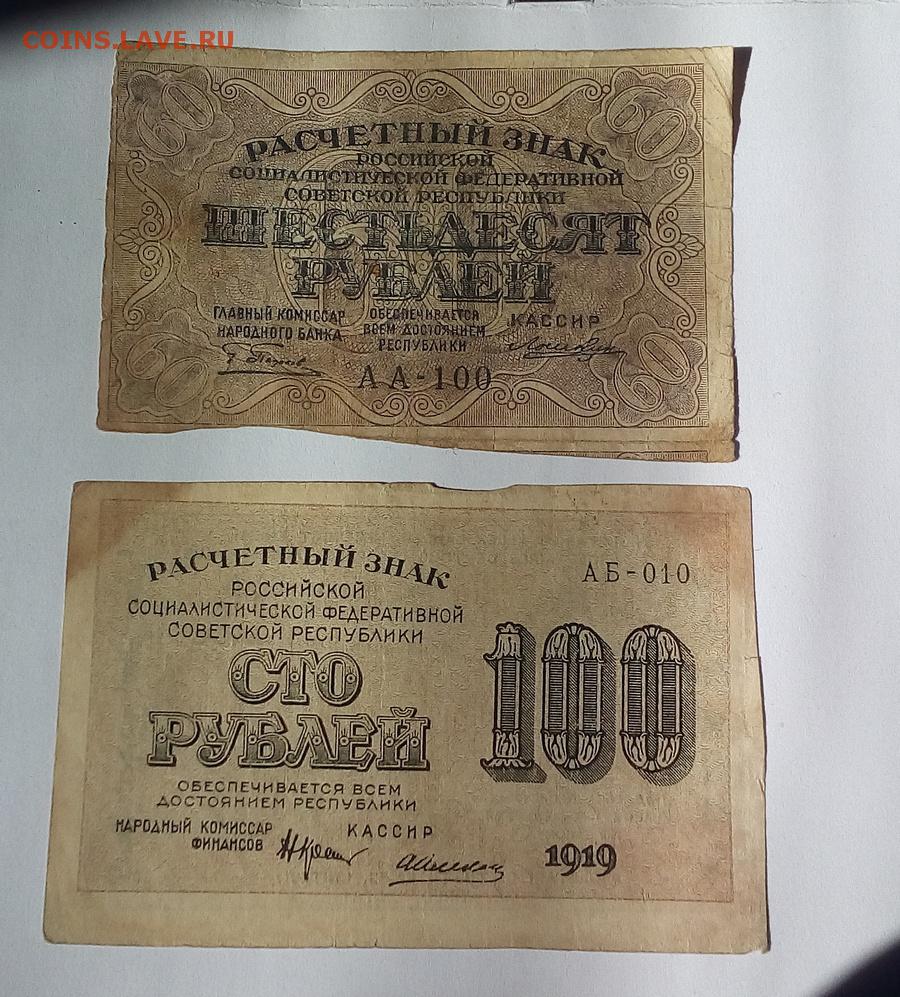 COINS.LAVE.RU
60 60
РАСЧЕТНЫЙ ЗНАК
РОССИЙСКОЙ
СОЦИАЛИСТИЧЕСКОЙ ФЕДЕРАТИВНОЙ
СОВЕТСКОЙ РЕСПУБЛИКИ
ШЕСТЬДЕСЯТ
РУБЛЕЙ
ГЛАВНЫЙ КОМИССАР
НАРОДНОГО БАНКА
ОБЕСПЕЧИВАЕТСЯ
ВСЕМ ДОСТОЯНИЕМ
РЕСПУБЛИКИ
КАССИР
60 60
АА-100
РАСЧЕТНЫЙ ЗНАК
РОССИЙСКОЙ
СОЦИАЛИСТИЧЕСКОЙ ФЕДЕРАТИВНОЙ
СОВЕТСКОЙ РЕСПУБЛИКИ
СТО
РУБЛЕЙ
ОБЕСПЕЧИВАЕТСЯ ВСЕМ
ДОСТОЯНИЕМ РЕСПУБЛИКИ
НАРОДНЫЙ КОМИССАР
ФИНАНСОВ
КАССИР
АБ-010
100
1919